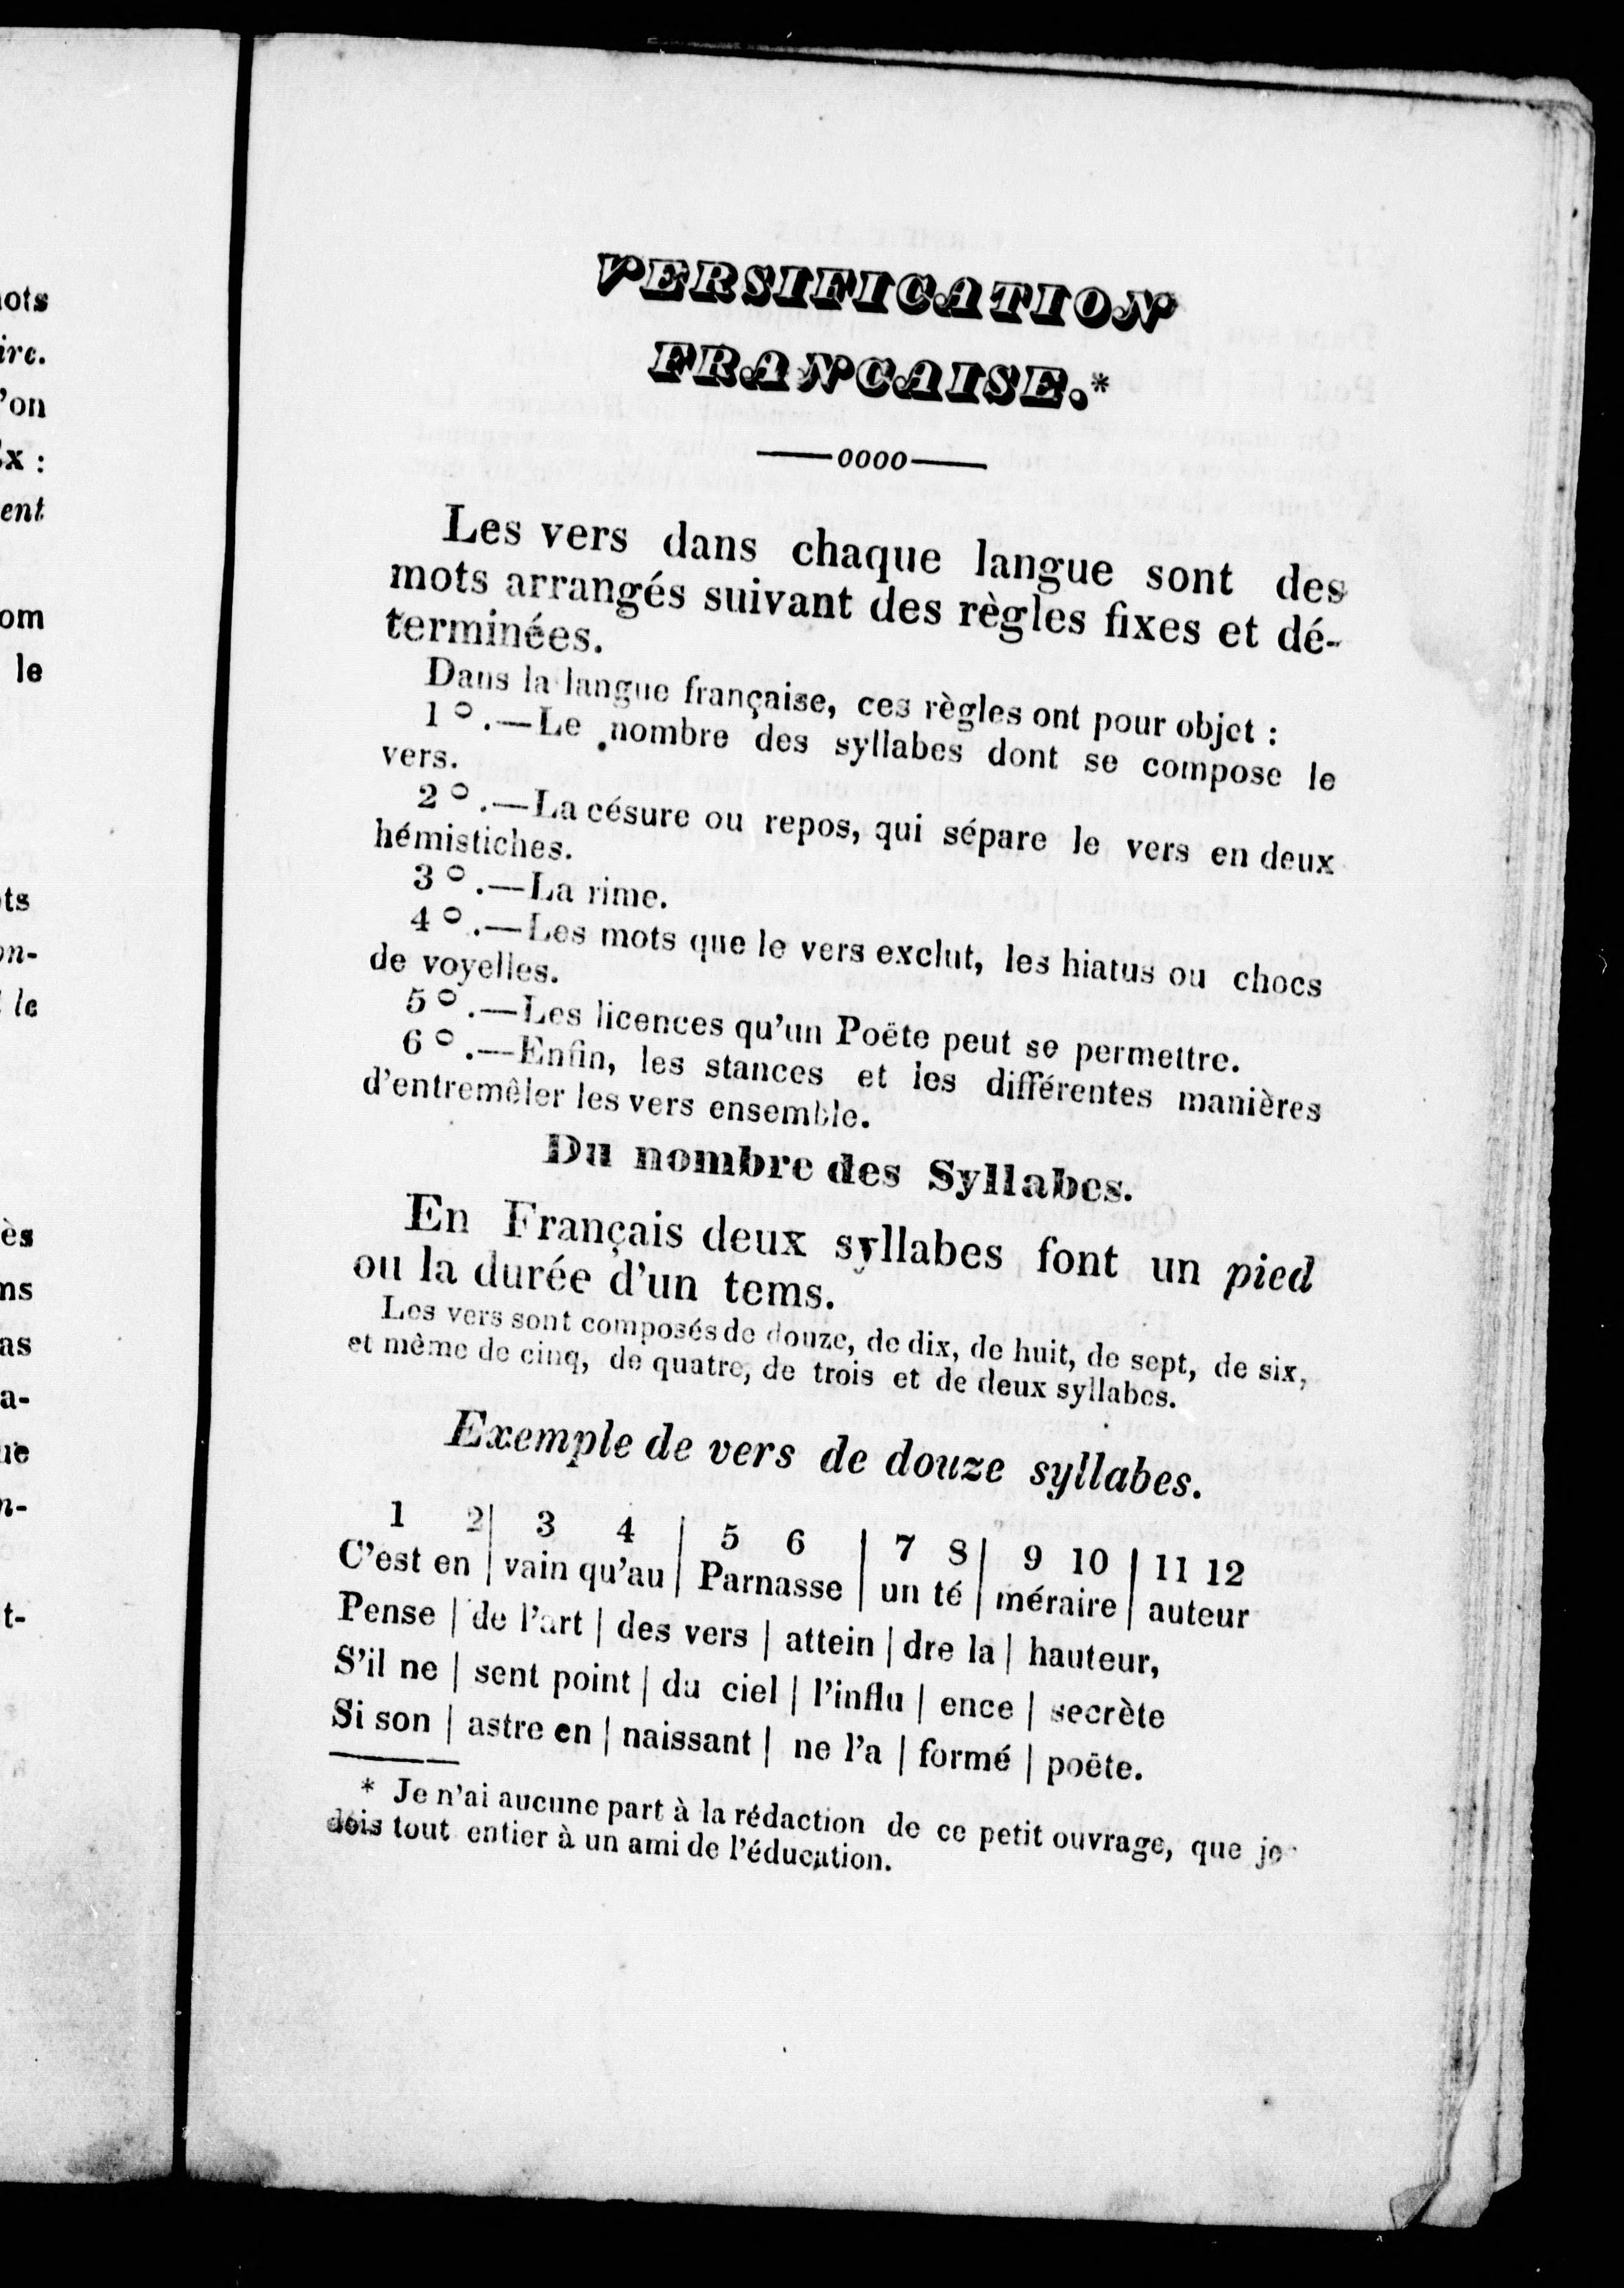 VERSIFICATION
FRANCAISE.*
——oooo——
Les vers dans chaque langue sont des
mots arrangés suivant des règles fixes et dé-
terminées.
Dans la langue française, ces règles ont pour objet :
1 º.—Le nombre des syllabes dont se compose le
vers.
2 º.—La césure ou repos, qui sépare le vers en deux
hémistiches.
3 º.—La rime.
4 º.—Les mots que le vers exclut, les hiatus ou chocs
de voyelles.
5 º.—Les licences qu'un Poëte peut se permettre.
6 º.—Enfin, les stances et les différentes manières
d'entremêler les vers ensemble.
Du nombre des Syllabes.
En Français deux syllabes font un pied
ou la durée d'un tems.
Les vers sont composés de douze, de dix, de huit, de sept, de six,
et même de cinq, de quatre, de trois et de deux syllabes.
Exemple de vers de douze syllabes.
1 2| 3 4 | 5 6 | 7 8 | 9 10 | 11 12
C'est en | vain qu'au | Parnasse | un té | méraire | auteur
Pense | de l'art | des vers | attein | dre la | hauteur,
S'il ne | sent point | du ciel | l'influ | ence | secrète
Si son | astre en | naissant | ne l'a | formé | poëte.
* Je n'ai aucune part à la rédaction de ce petit ouvrage, que je
dois tout entier à un ami de l'éducation.